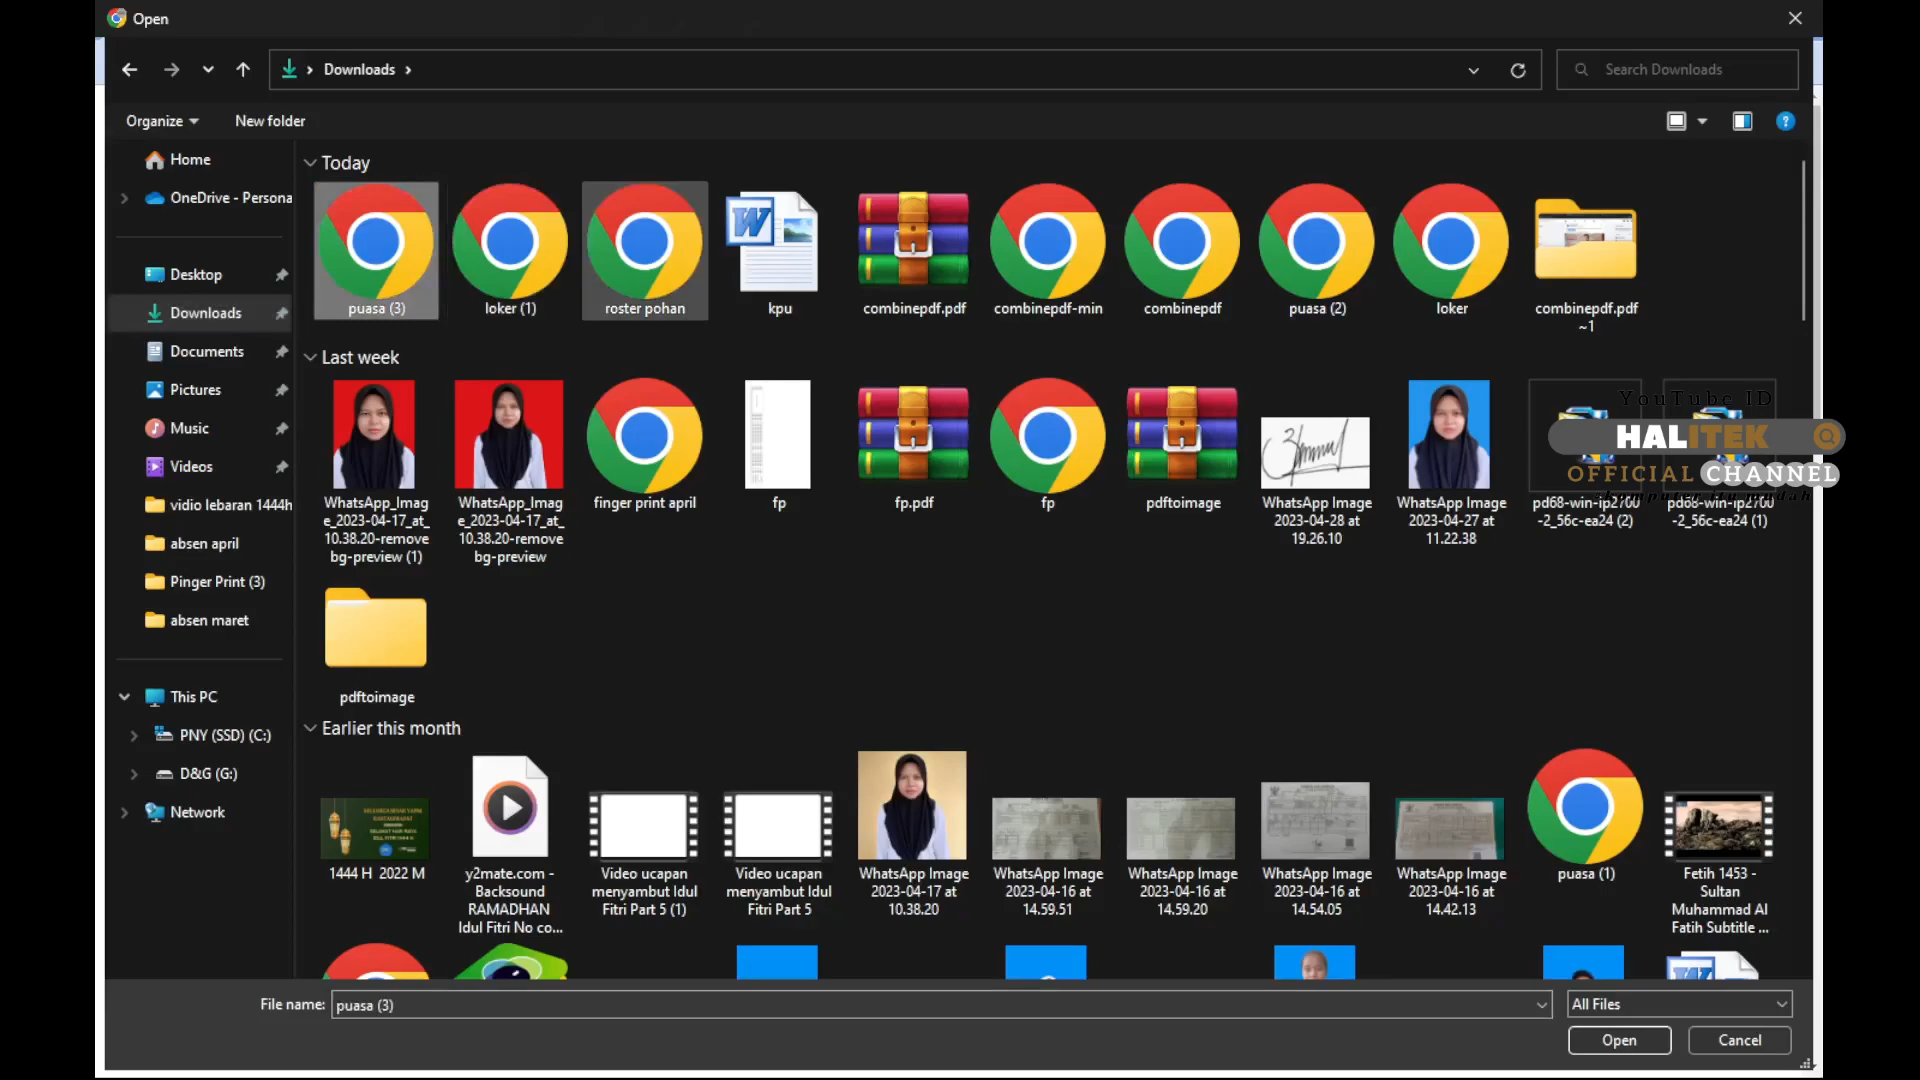 Open
Downloads
Search Downloads
Organize
New folder
Home
OneDrive - Persona
Desktop
Downloads
Documents
Pictures
Music
Videos
vidio lebaran 1444h
absen april
Pinger Print (3)
absen maret
This PC
PNY (SSD) (C:)
D&G (G:)
Network
Today
puasa (3)
loker (1)
roster pohan
kpu
combinepdf.pdf
combinepdf-min
combinepdf
puasa (2)
loker
combinepdf.pdf
~1
Last week
WhatsApp_Imag
e_2023-04-17_at_
10.38.20-remove
bg-preview (1)
WhatsApp_Imag
e_2023-04-17_at_
10.38.20-remove
bg-preview
finger print april
fp
fp.pdf
fp
pdftoimage
WhatsApp Image
2023-04-28 at
19.26.10
WhatsApp Image
2023-04-27 at
11.22.38
pd68-win-ip2700
-2_56c-ea24 (2)
pd68-win-ip2700
-2_56c-ea24 (1)
YouTube ID
HALITEK
OFFICIAL CHANNEL
komputer itu mudah
pdftoimage
Earlier this month
1444 H 2022 M
y2mate.com -
Backsound
RAMADHAN
Idul Fitri No co...
Video ucapan
menyambut Idul
Fitri Part 5 (1)
Video ucapan
menyambut Idul
Fitri Part 5
WhatsApp Image
2023-04-17 at
10.38.20
WhatsApp Image
2023-04-16 at
14.59.51
WhatsApp Image
2023-04-16 at
14.59.20
WhatsApp Image
2023-04-16 at
14.54.05
WhatsApp Image
2023-04-16 at
14.42.13
puasa (1)
Fetih 1453 -
Sultan
Muhammad Al
Fatih Subtitle ...
File name:
puasa (3)
All Files
Open
Cancel